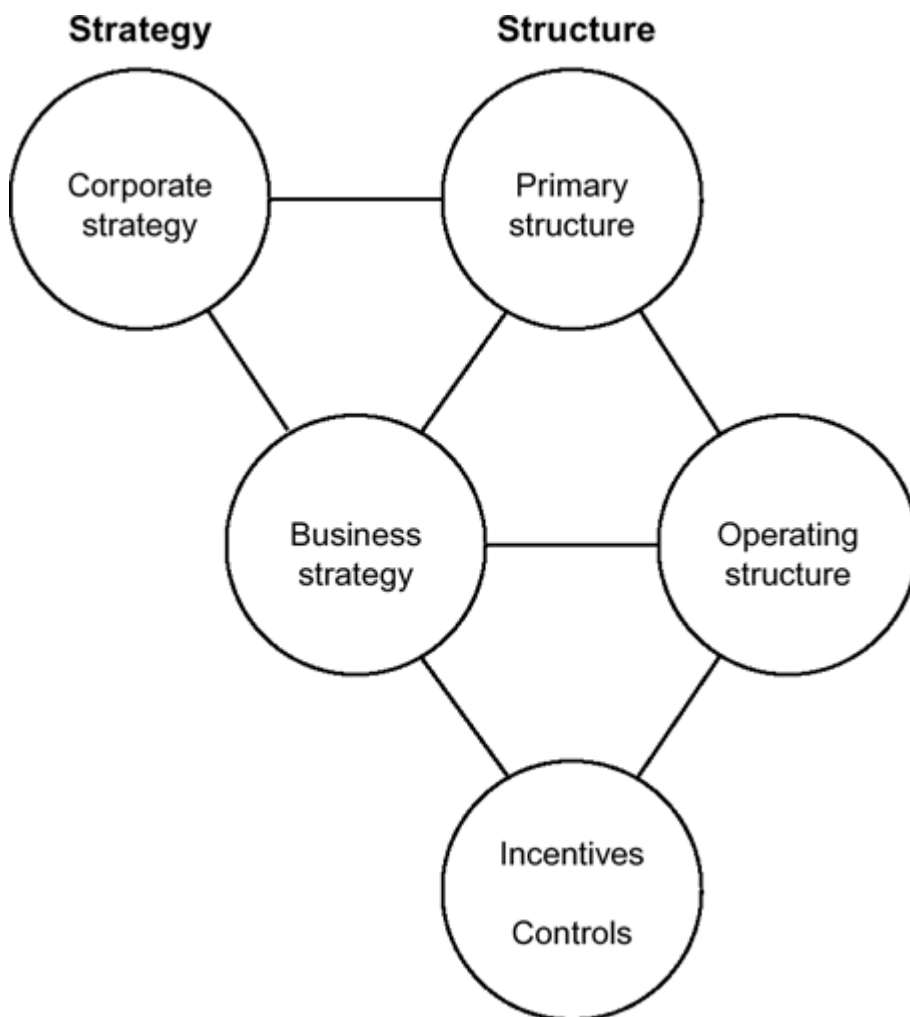 Strategy
Structure
Corporate
strategy
Primary
structure
Business
strategy
Operating
structure
Incentives
Controls